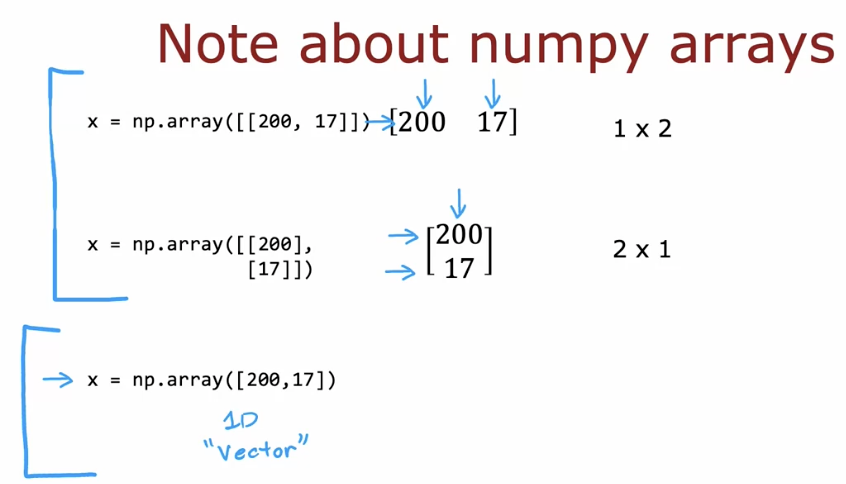 Note about numpy arrays
x = np.array([[200, 17]]) [200 17] 1 x 2
x = np.array([[200], [200 2 x 1
[17]]) 17]
x = np.array([200,17])
1D
"Vector"